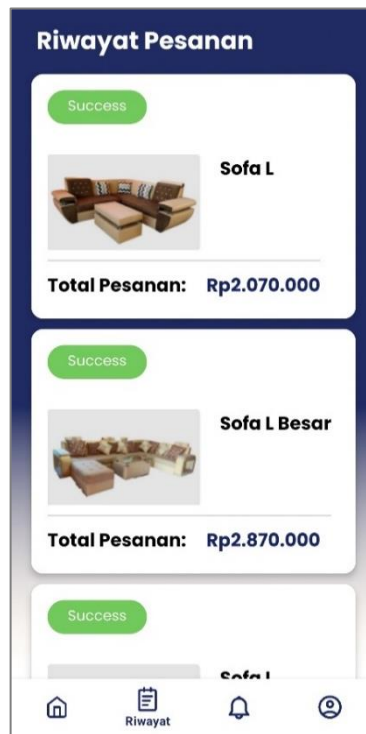 Riwayat Pesanan
Success
Sofa L
Total Pesanan: Rp2.070.000
Success
Sofa L Besar
Total Pesanan: Rp2.870.000
Success
Sofa L
Riwayat